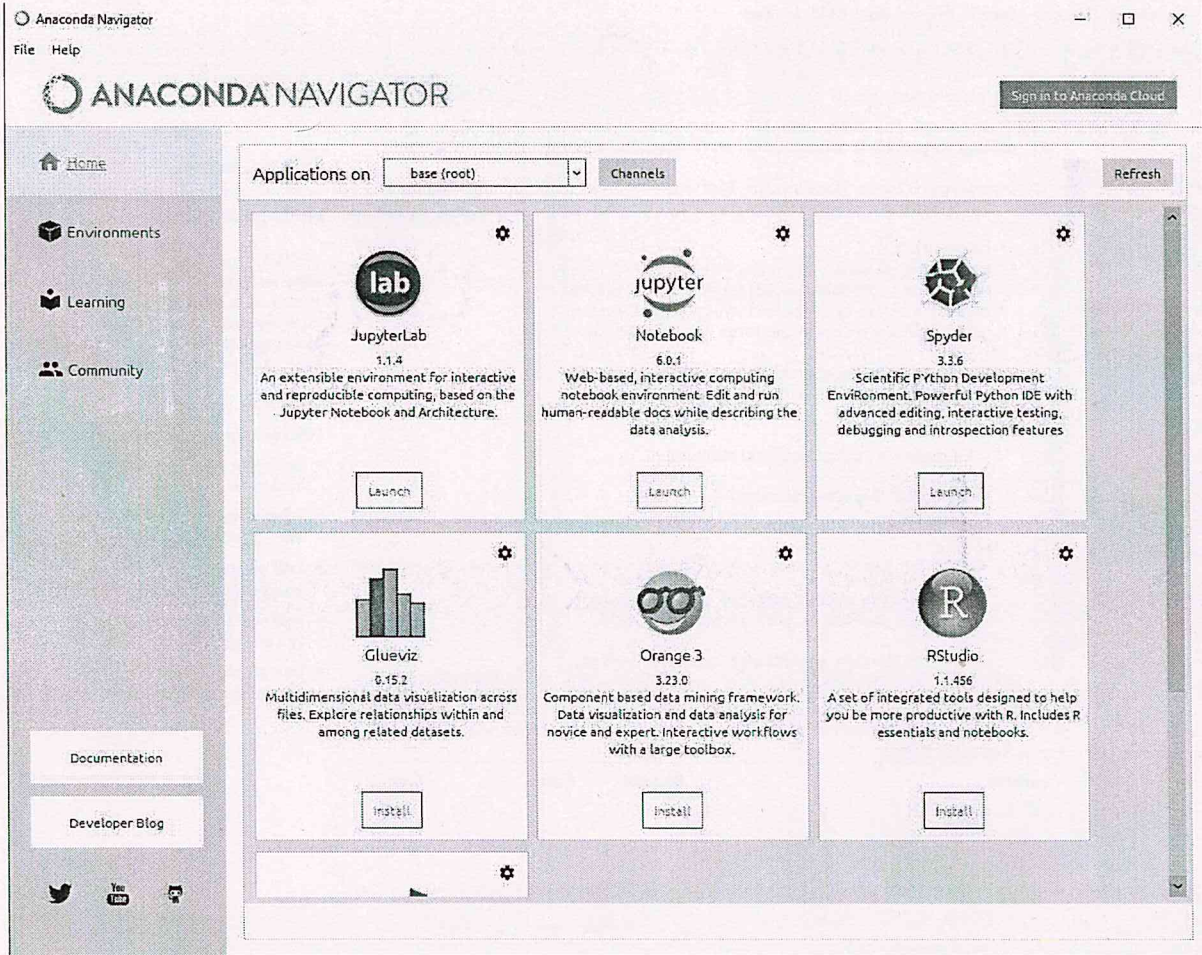 Anaconda Navigator
File Help
ANACONDA NAVIGATOR
Sign in to Anaconda Cloud
Home
Environments
Learning
Community
Documentation
Developer Blog
You
Tube
Applications on base (root) Channels Refresh
lab
JupyterLab
1.1.4
An extensible environment for interactive
and reproducible computing, based on the
Jupyter Notebook and Architecture.
Launch
jupyter
Notebook
6.0.1
Web-based, interactive computing
notebook environment. Edit and run
human-readable docs while describing the
data analysis.
Launch
Spyder
3.3.6
Scientific PYthon Development
EnviRonment. Powerful Python IDE with
advanced editing, interactive testing,
debugging and introspection features
Launch
Glueviz
0.15.2
Multidimensional data visualization across
files. Explore relationships within and
among related datasets.
Install
Orange 3
3.23.0
Component based data mining framework.
Data visualization and data analysis for
novice and expert. Interactive workflows
with a large toolbox.
Install
R
RStudio
1.1.456
A set of integrated tools designed to help
you be more productive with R. Includes R
essentials and notebooks.
Install